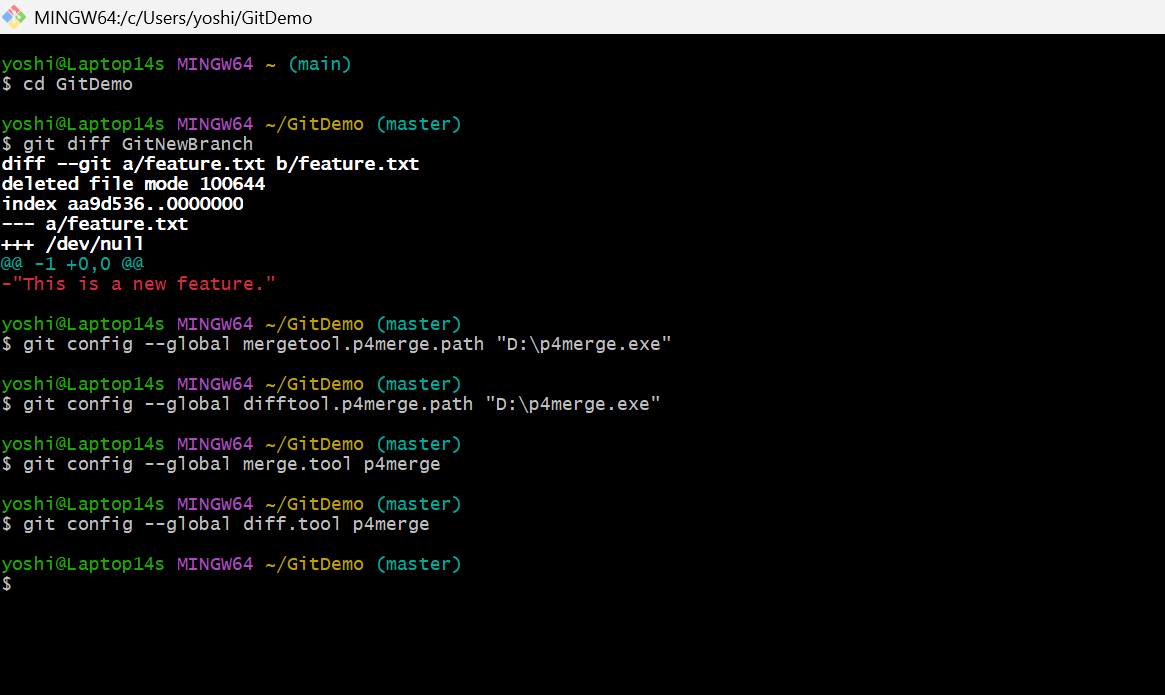 MINGW64:/c/Users/yoshi/GitDemo
yoshi@Laptop14s MINGW64 ~ (main)
$ cd GitDemo
yoshi@Laptop14s MINGW64 ~/GitDemo (master)
$ git diff GitNewBranch
diff --git a/feature.txt b/feature.txt
deleted file mode 100644
index aa9d536..0000000
--- a/feature.txt
+++ /dev/null
@@ -1 +0,0 @@
-"This is a new feature."
yoshi@Laptop14s MINGW64 ~/GitDemo (master)
$ git config --global mergetool.p4merge.path "D:\p4merge.exe"
yoshi@Laptop14s MINGW64 ~/GitDemo (master)
$ git config --global difftool.p4merge.path "D:\p4merge.exe"
yoshi@Laptop14s MINGW64 ~/GitDemo (master)
$ git config --global merge.tool p4merge
yoshi@Laptop14s MINGW64 ~/GitDemo (master)
$ git config --global diff.tool p4merge
yoshi@Laptop14s MINGW64 ~/GitDemo (master)
$